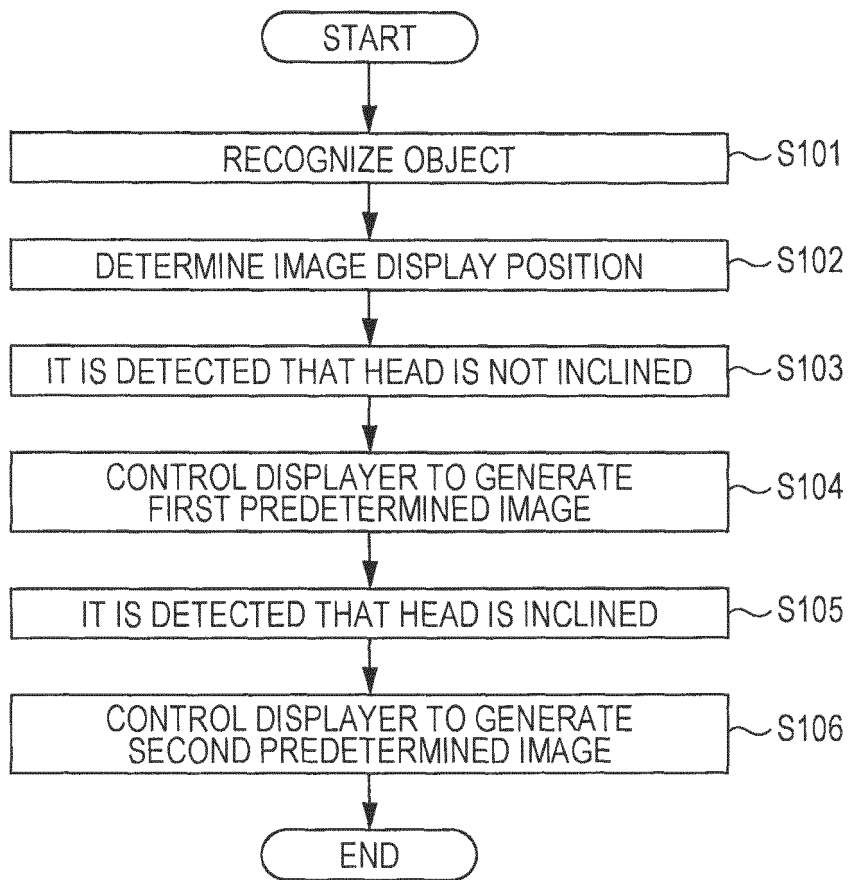 START
RECOGNIZE OBJECT
S101
DETERMINE IMAGE DISPLAY POSITION
S102
IT IS DETECTED THAT HEAD IS NOT INCLINED
S103
CONTROL DISPLAYER TO GENERATE
FIRST PREDETERMINED IMAGE
S104
IT IS DETECTED THAT HEAD IS INCLINED
S105
CONTROL DISPLAYER TO GENERATE
SECOND PREDETERMINED IMAGE
S106
END